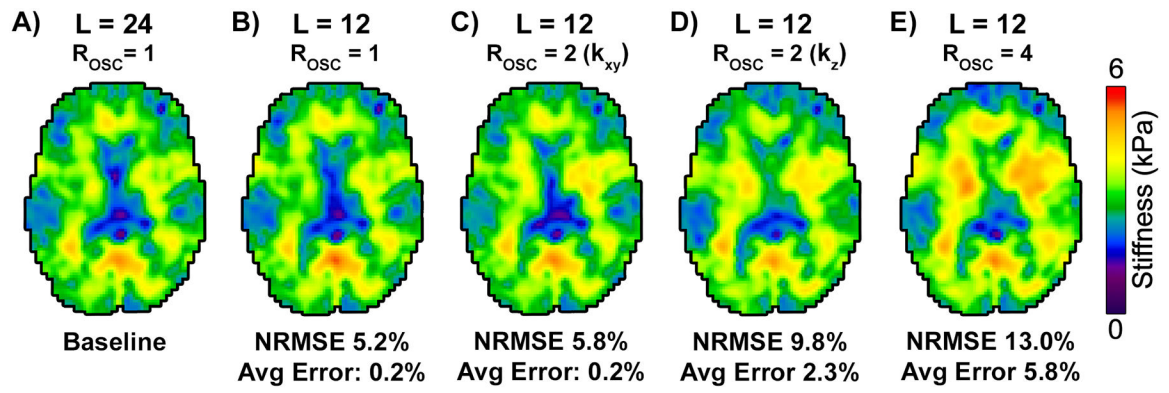 A) L = 24
R_OSC = 1
B) L = 12
R_OSC = 1
C) L = 12
R_OSC = 2 (k_xy)
D) L = 12
R_OSC = 2 (k_z)
E) L = 12
R_OSC = 4
6
Stiffness (kPa)
0
Baseline
NRMSE 5.2%
Avg Error: 0.2%
NRMSE 5.8%
Avg Error: 0.2%
NRMSE 9.8%
Avg Error 2.3%
NRMSE 13.0%
Avg Error 5.8%